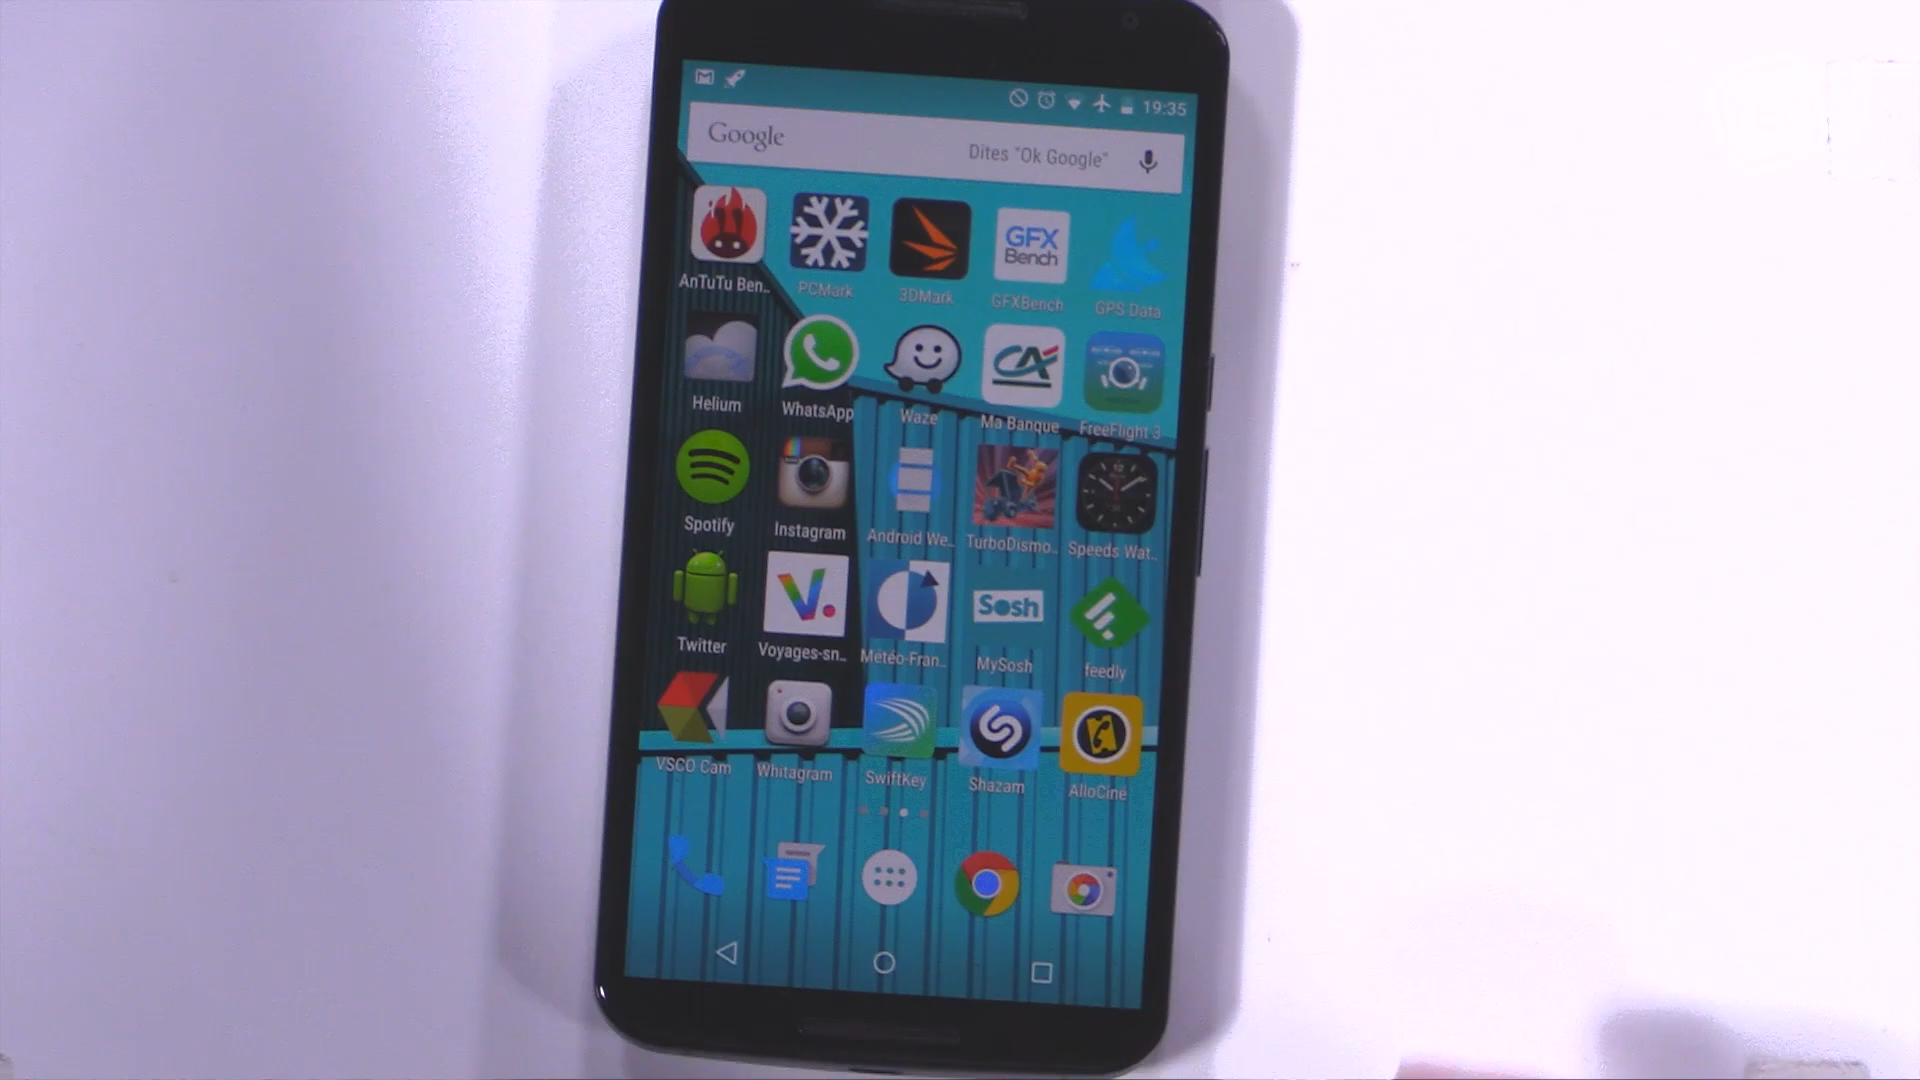 19:35
Google
Dites "Ok Google"
GFX
Bench
AnTuTu Ben..
PCMark
3DMark
GFXBench
GPS Data
CA
Helium
WhatsApp
Waze
Ma Banque
FreeFlight 3
Spotify
Instagram
Android We..
TurboDismo..
Speeds Wat..
V.
Sosh
Twitter
Voyages-sn..
Météo-Fran..
MySosh
feedly
VSCO Cam
Whitagram
SwiftKey
Shazam
AlloCiné